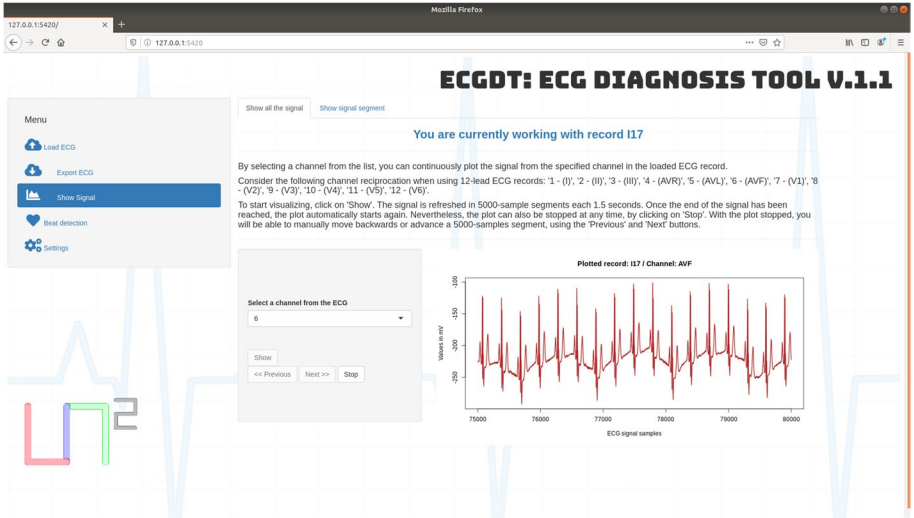 Mozilla Firefox
127.0.0.1:5420/ × +
127.0.0.1:5420
ECGDT: ECG DIAGNOSIS TOOL V.1.1
Menu
Load ECG
Export ECG
Show Signal
Beat detection
Settings
Show all the signal Show signal segment
You are currently working with record I17
By selecting a channel from the list, you can continuously plot the signal from the specified channel in the loaded ECG record.
Consider the following channel reciprocation when using 12-lead ECG records: '1 - (I)', '2 - (II)', '3 - (III)', '4 - (AVR)', '5 - (AVL)', '6 - (AVF)', '7 - (V1)', '8
- (V2)', '9 - (V3)', '10 - (V4)', '11 - (V5)', '12 - (V6)'.
To start visualizing, click on 'Show'. The signal is refreshed in 5000-sample segments each 1.5 seconds. Once the end of the signal has been
reached, the plot automatically starts again. Nevertheless, the plot can also be stopped at any time, by clicking on 'Stop'. With the plot stopped, you
will be able to manually move backwards or advance a 5000-samples segment, using the 'Previous' and 'Next' buttons.
Select a channel from the ECG
6
Show
<< Previous Next >> Stop
Plotted record: I17 / Channel: AVF
Values in mV
-100
-150
-200
-250
75000 76000 77000 78000 79000 80000
ECG signal samples